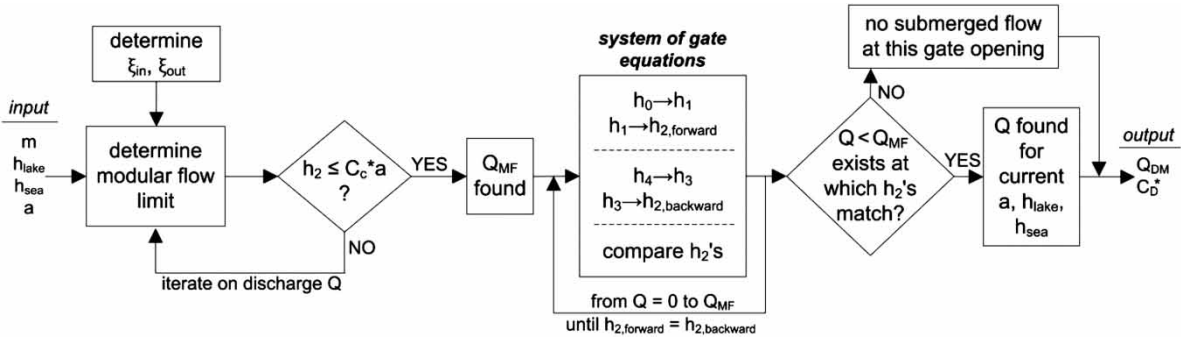 determine
ξin, ξout
input
m
hlake
hsea
a
determine
modular flow
limit
h2 ≤ Cc*a
?
YES
NO
iterate on discharge Q
QMF
found
system of gate
equations
h0→h1
h1→h2,forward
h4→h3
h3→h2,backward
compare h2's
from Q = 0 to QMF
until h2,forward = h2,backward
no submerged flow
at this gate opening
NO
Q < QMF
exists at
which h2's
match?
YES
Q found
for
current
a, hlake,
hsea
output
QDM
CD*